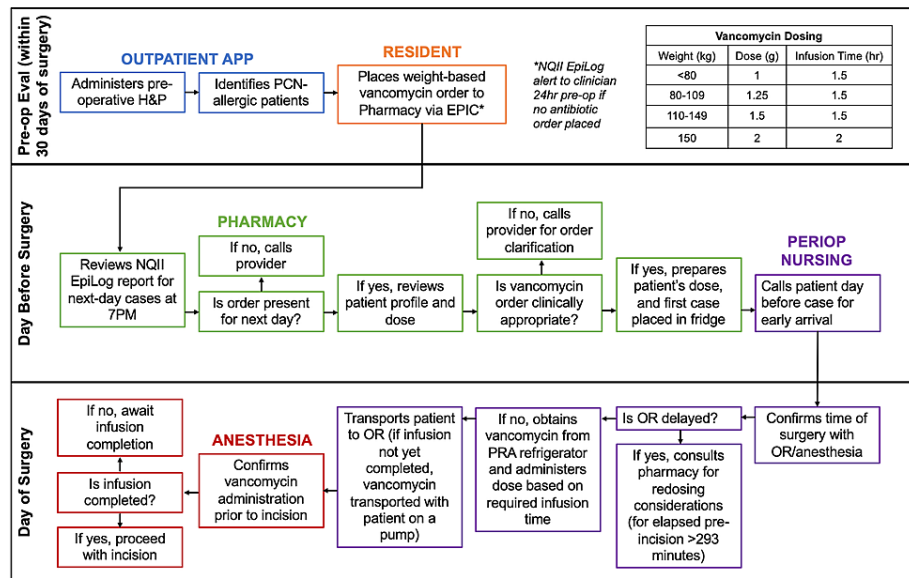 Pre-op Eval (within
30 days of surgery)
OUTPATIENT APP
Administers pre-
operative H&P
Identifies PCN-
allergic patients
RESIDENT
Places weight-based
vancomycin order to
Pharmacy via EPIC*
*NQII EpiLog
alert to clinician
24hr pre-op if
no antibiotic
order placed
Vancomycin Dosing
Weight (kg) Dose (g) Infusion Time (hr)
<80 1 1.5
80-109 1.25 1.5
110-149 1.5 1.5
150 2 2
Day Before Surgery
Reviews NQII
EpiLog report for
next-day cases at
7PM
PHARMACY
If no, calls
provider
Is order present
for next day?
If yes, reviews
patient profile and
dose
If no, calls
provider for order
clarification
Is vancomycin
order clinically
appropriate?
If yes, prepares
patient's dose,
and first case
placed in fridge
PERIOP
NURSING
Calls patient day
before case for
early arrival
Day of Surgery
Confirms time of
surgery with
OR/anesthesia
Is OR delayed?
If yes, consults
pharmacy for
redosing
considerations
(for elapsed pre-
incision >293
minutes)
If no, obtains
vancomycin from
PRA refrigerator
and administers
dose based on
required infusion
time
Transports patient
to OR (if infusion
not yet
completed,
vancomycin
transported with
patient on a
pump)
ANESTHESIA
Confirms
vancomycin
administration
prior to incision
Is infusion
completed?
If no, await
infusion
completion
If yes, proceed
with incision